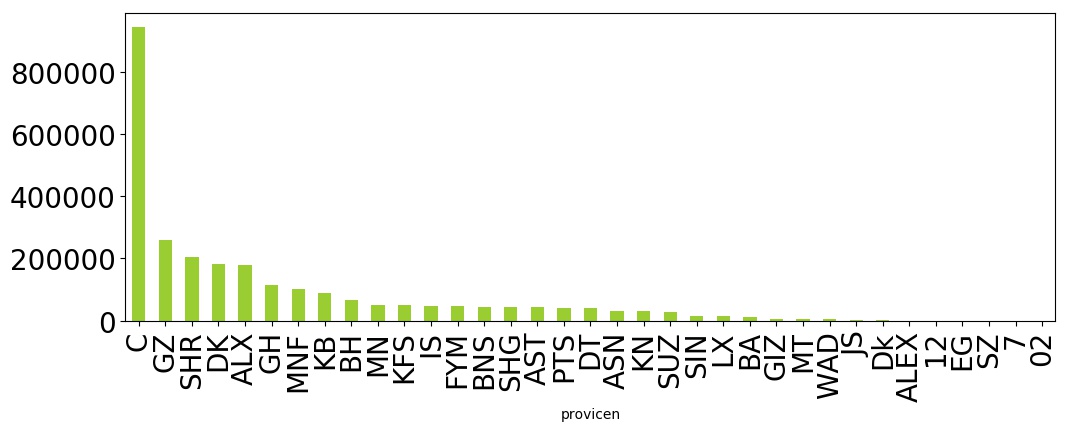 800000
600000
400000
200000
0
C GZ SHR DK ALX GH MNF KB BH MN KFS IS FYM BNS SHG AST PTS DT ASN KN SUZ SIN LX BA GIZ MT WAD JS Dk ALEX 12 EG SZ 7 02
provicen